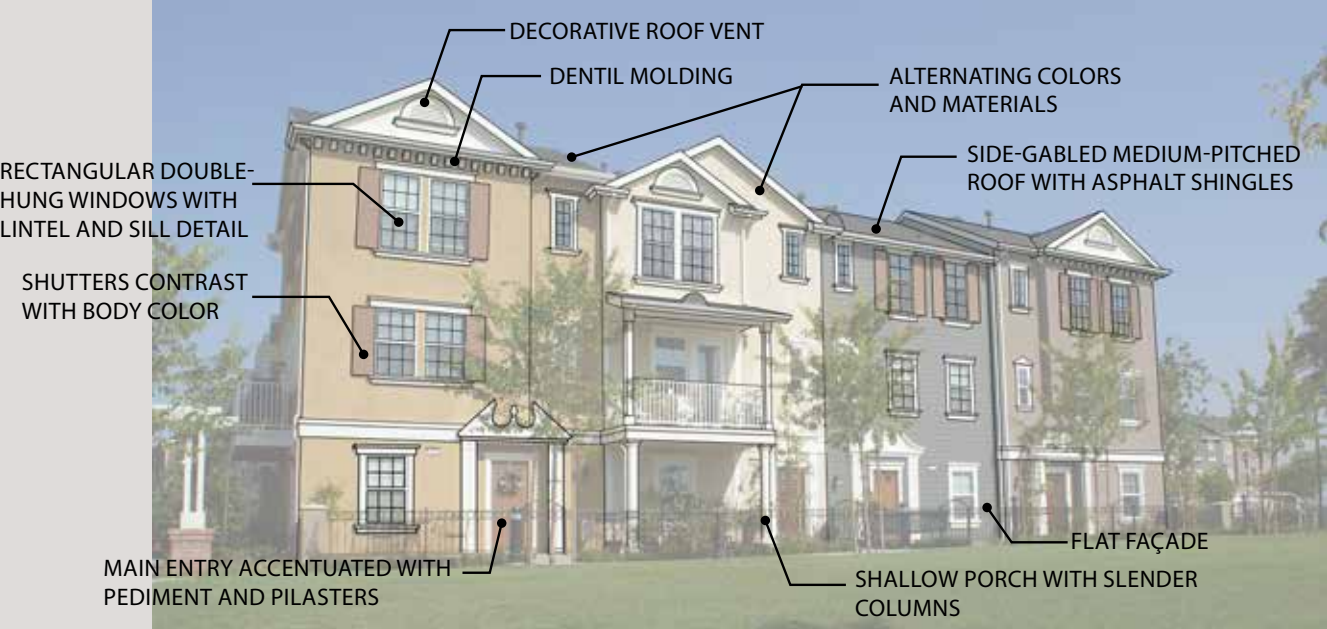 DECORATIVE ROOF VENT
DENTIL MOLDING
ALTERNATING COLORS
AND MATERIALS
SIDE-GABLED MEDIUM-PITCHED
ROOF WITH ASPHALT SHINGLES
RECTANGULAR DOUBLE-
HUNG WINDOWS WITH
LINTEL AND SILL DETAIL
SHUTTERS CONTRAST
WITH BODY COLOR
FLAT FAÇADE
MAIN ENTRY ACCENTUATED WITH
PEDIMENT AND PILASTERS
SHALLOW PORCH WITH SLENDER
COLUMNS